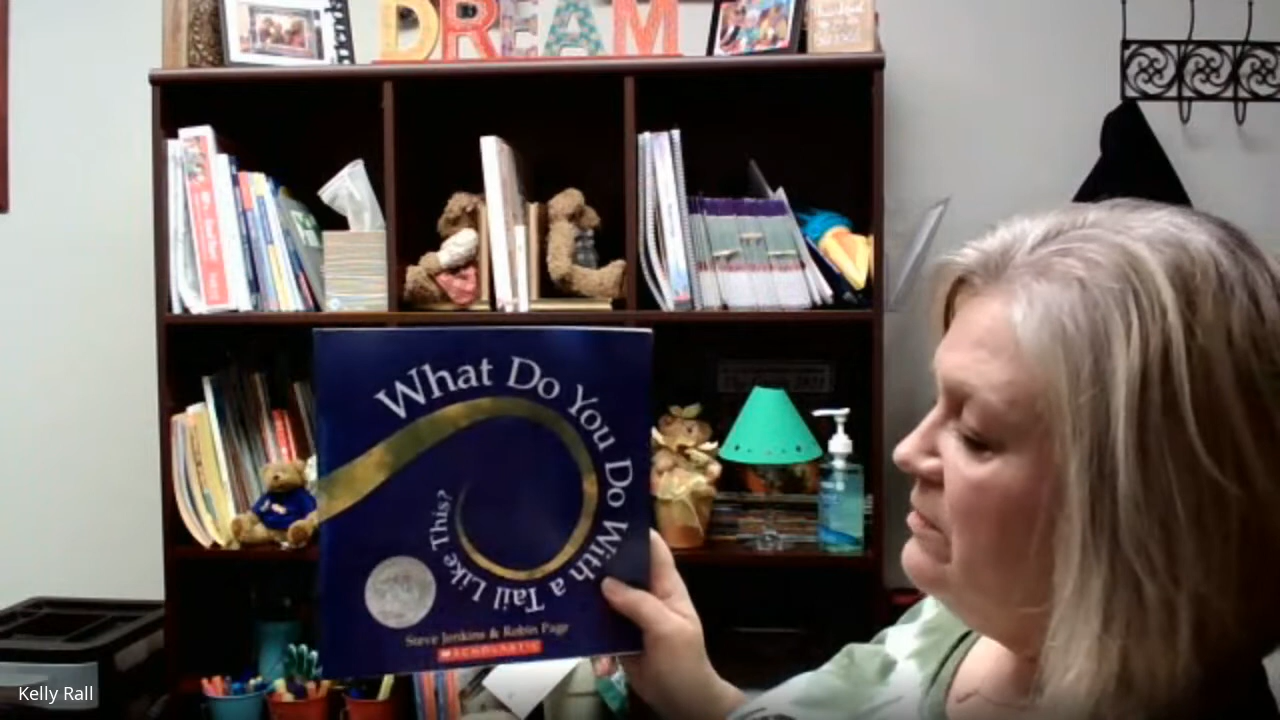 DREAM
What Do You Do With a Tail Like This?
Steve Jenkins & Robin Page
SCHOLASTIC
Kelly Rall